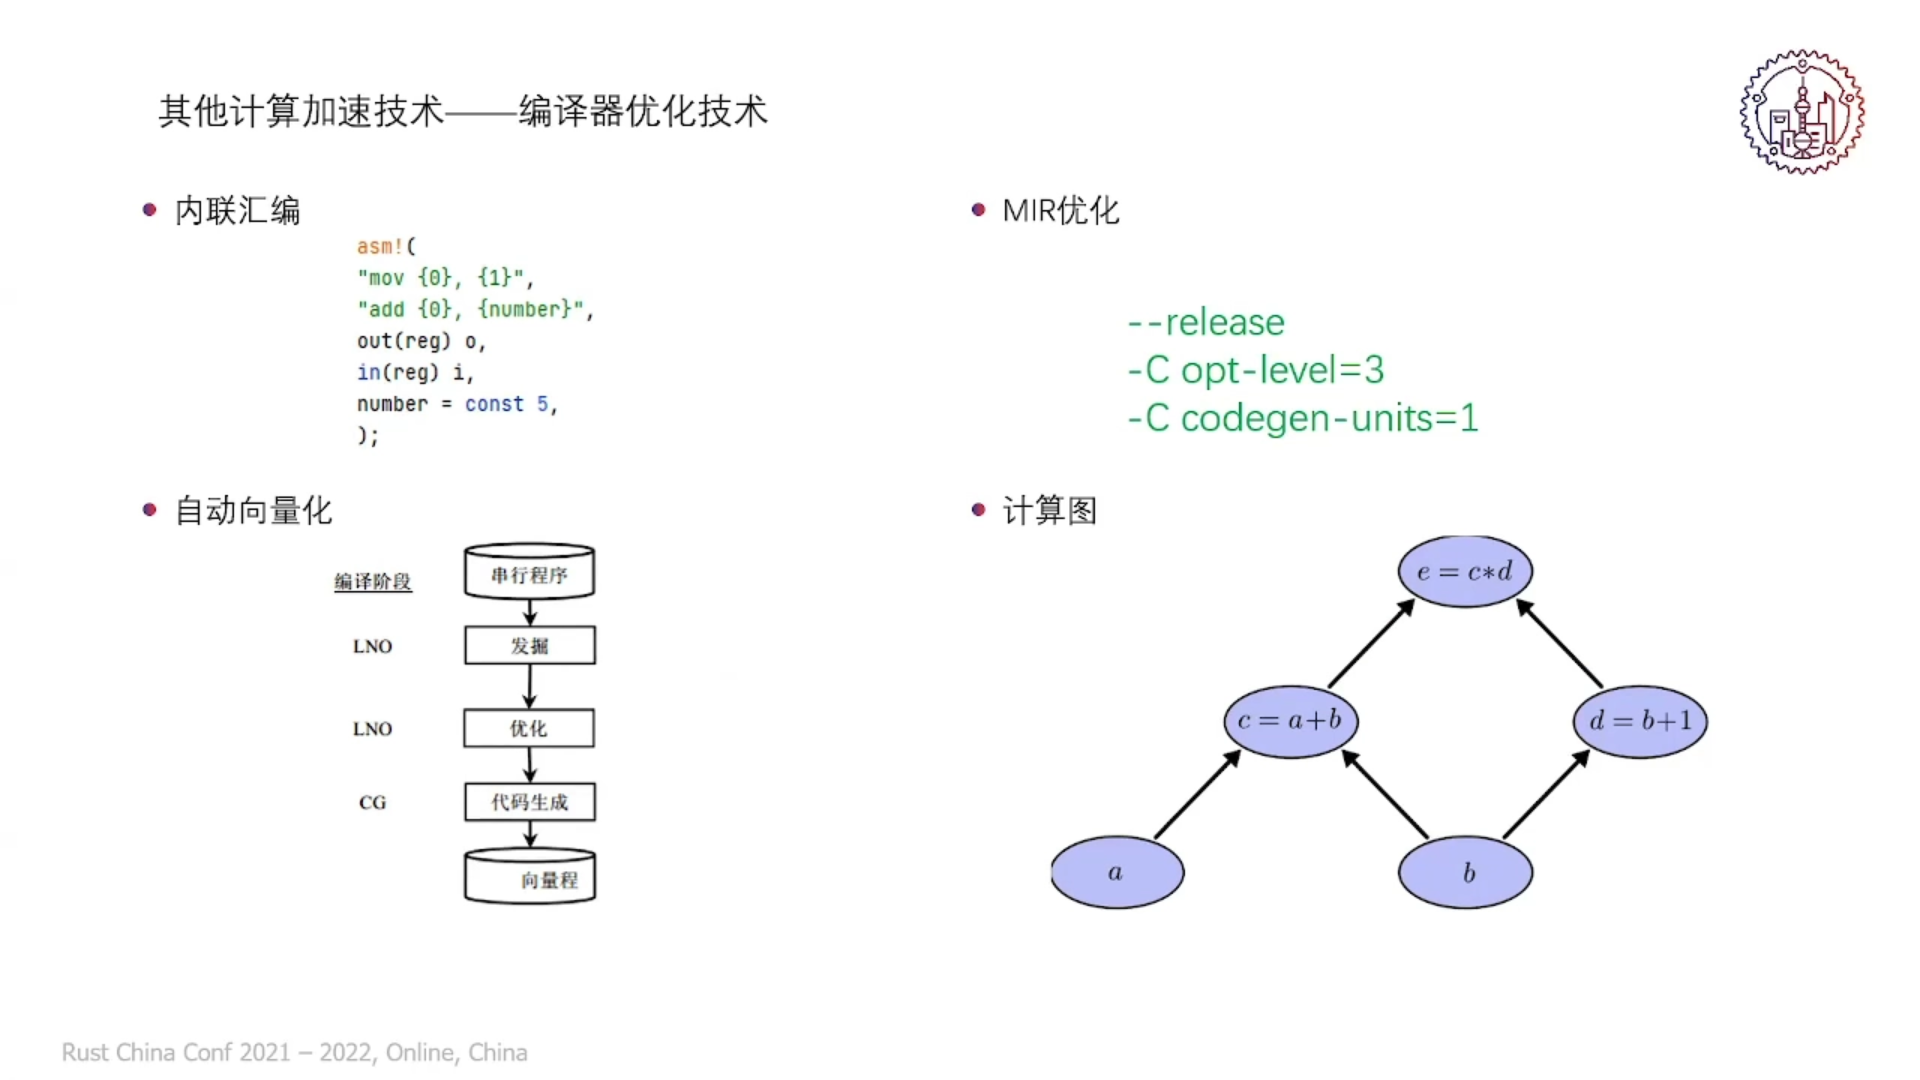 其他计算加速技术——编译器优化技术
内联汇编
asm!(
"mov {0}, {1}",
"add {0}, {number}",
out(reg) o,
in(reg) i,
number = const 5,
);
MIR优化
--release
-C opt-level=3
-C codegen-units=1
自动向量化
编译阶段
串行程序
LNO
发掘
LNO
优化
CG
代码生成
向量程
计算图
e = c*d
c = a+b
d = b+1
a
b
Rust China Conf 2021 – 2022, Online, China